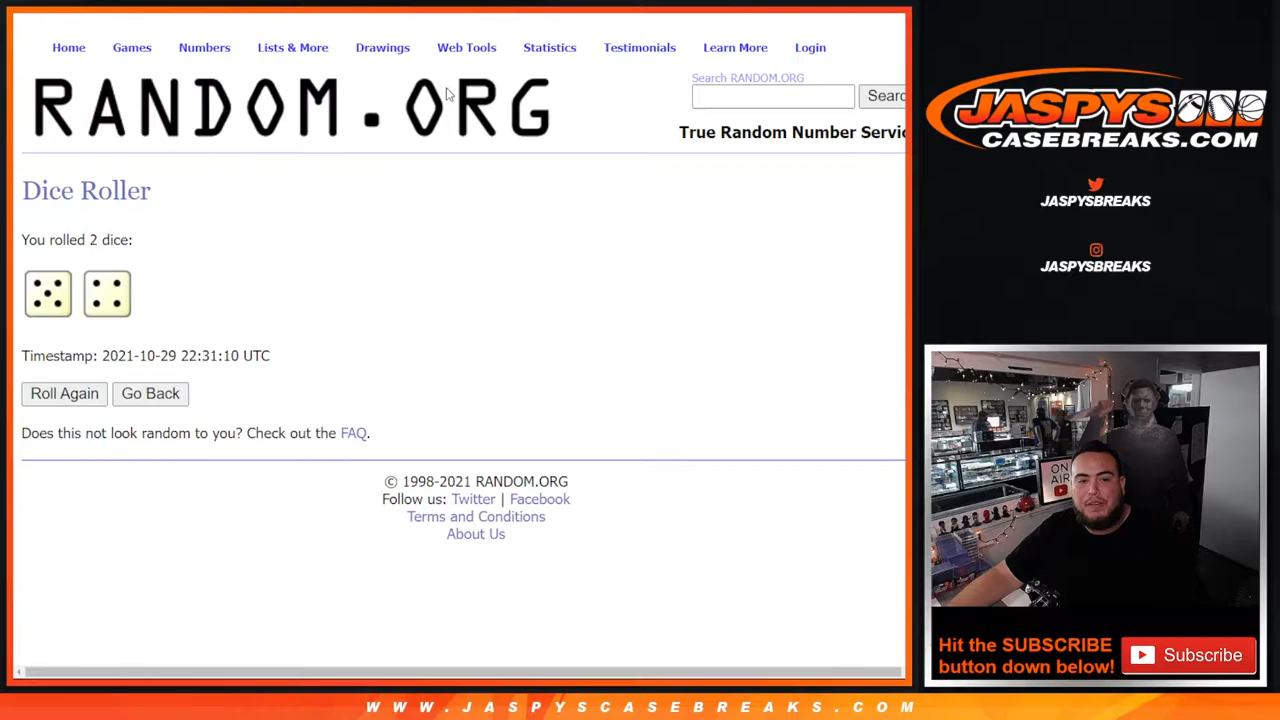 Home Games Numbers Lists & More Drawings Web Tools Statistics Testimonials Learn More Login
RANDOM.ORG
Search RANDOM.ORG
Searc
True Random Number Servic
Dice Roller
You rolled 2 dice:
Timestamp: 2021-10-29 22:31:10 UTC
Roll Again Go Back
Does this not look random to you? Check out the FAQ.
© 1998-2021 RANDOM.ORG
Follow us: Twitter | Facebook
Terms and Conditions
About Us
JASPYS
CASEBREAKS.COM
JASPYSBREAKS
JASPYSBREAKS
ON
AIR
Hit the SUBSCRIBE
button down below!
Subscribe
WWW.JASPYSCASEBREAKS.COM